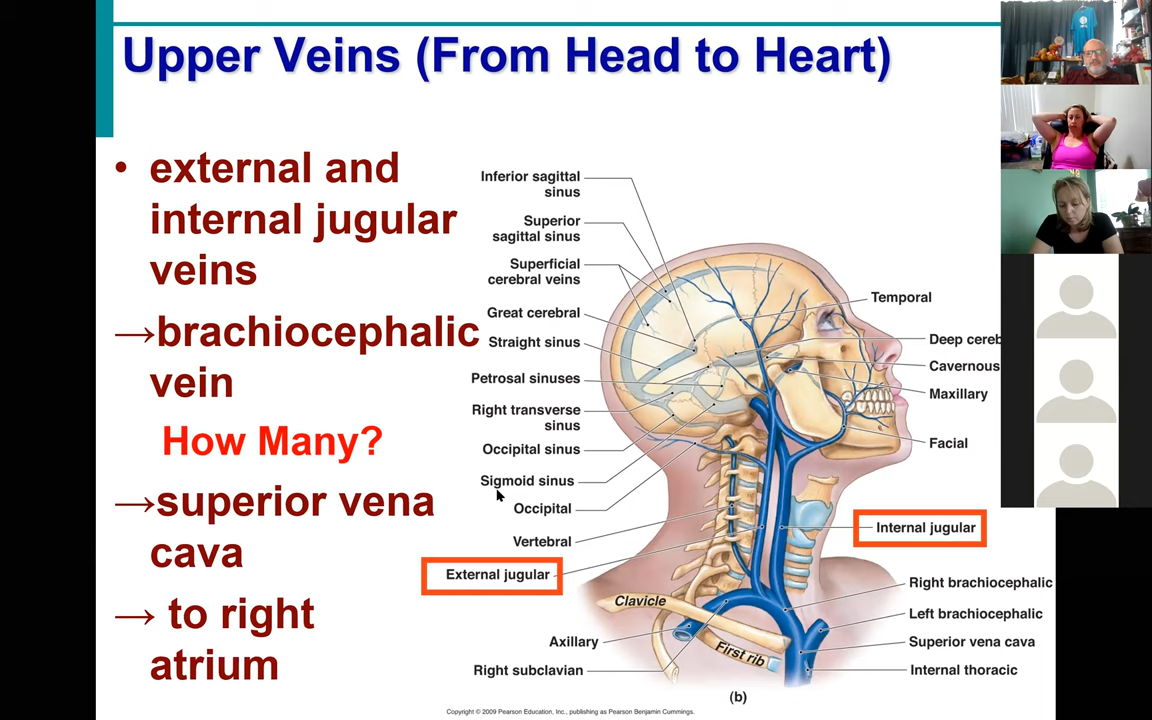 Upper Veins (From Head to Heart)
• external and
internal jugular
veins
→brachiocephalic
vein
How Many?
→superior vena
cava
→ to right
atrium
Inferior sagittal
sinus
Superior
sagittal sinus
Superficial
cerebral veins
Great cerebral
Straight sinus
Petrosal sinuses
Right transverse
sinus
Occipital sinus
Sigmoid sinus
Occipital
Vertebral
External jugular
Clavicle
Axillary
First rib
Right subclavian
Temporal
Deep cereb
Cavernous
Maxillary
Facial
Internal jugular
Right brachiocephalic
Left brachiocephalic
Superior vena cava
Internal thoracic
(b)
Copyright © 2009 Pearson Education, Inc., publishing as Pearson Benjamin Cummings.